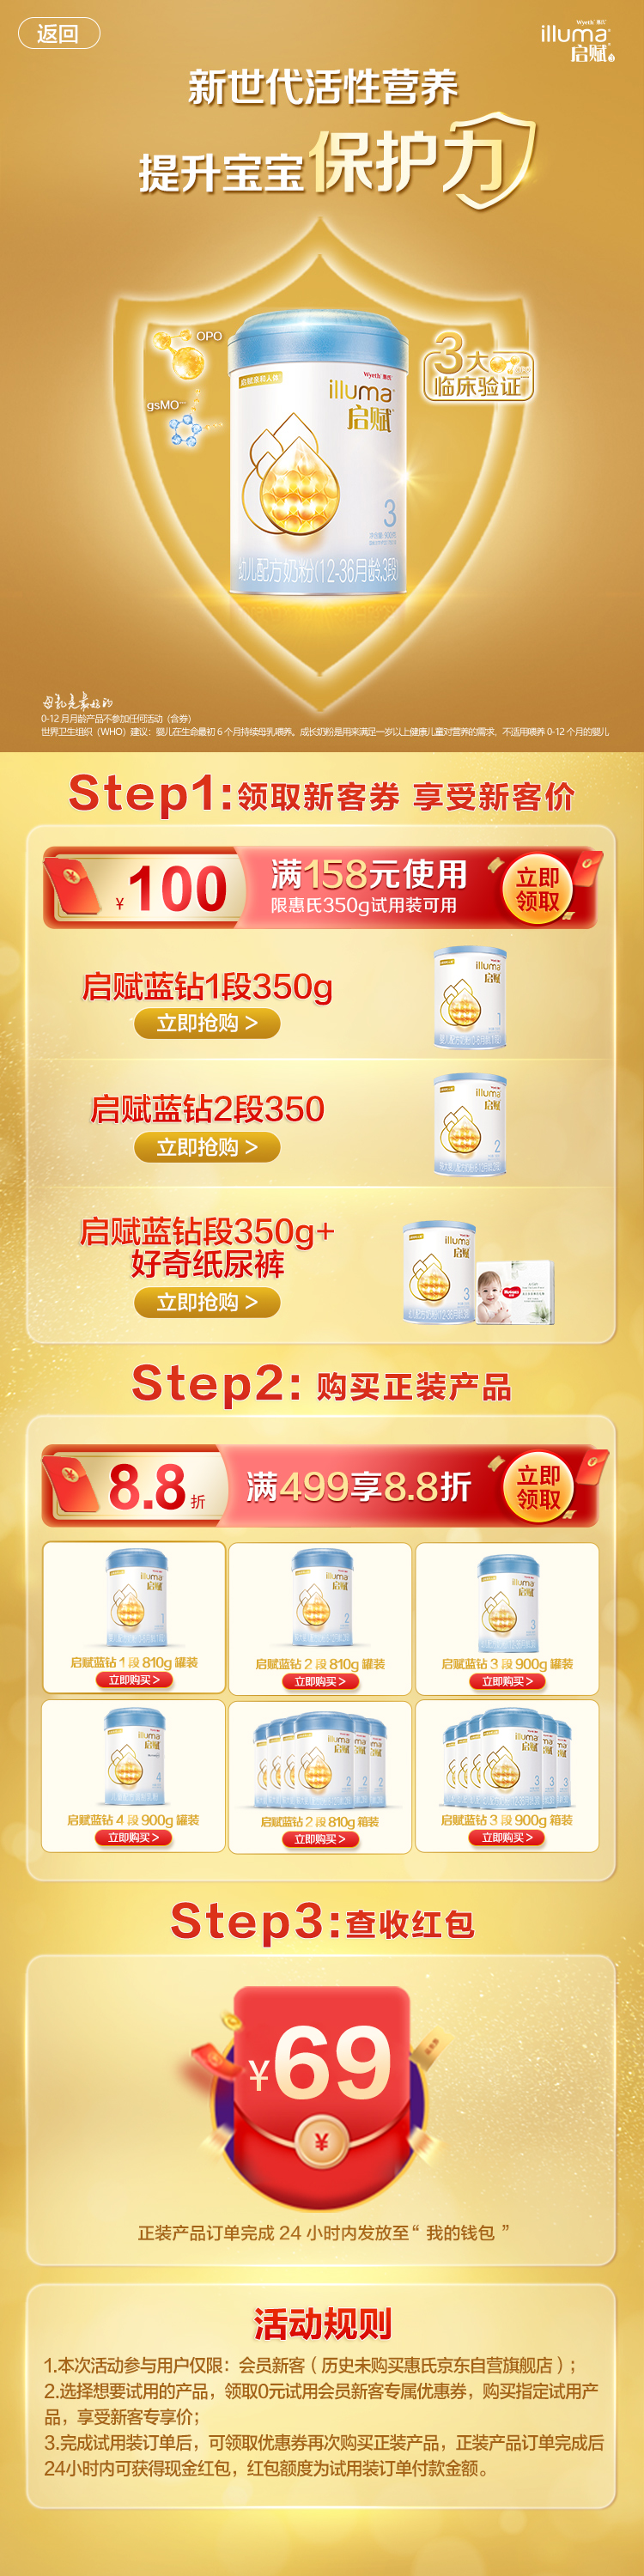 返回
Wyeth 惠氏
illuma
启赋
新世代活性营养
提升宝宝保护力
OPO
gsMO
3大
临床验证
Wyeth 惠氏
illuma
启赋
3
幼儿配方奶粉(12-36月龄,3段)
母乳是最好的
0-12 月月龄产品不参加任何活动（含券）
世界卫生组织（WHO）建议：婴儿在生命最初 6 个月持续母乳喂养。成长奶粉是用来满足一岁以上健康儿童对营养的需求，不适用喂养 0-12 个月的婴儿
Step1:领取新客券 享受新客价
¥100
满158元使用
限惠氏350g试用装可用
立即
领取
启赋蓝钻1段350g
立即抢购 >
illuma
启赋
1
启赋蓝钻2段350
立即抢购 >
illuma
启赋
2
启赋蓝钻段350g+
好奇纸尿裤
立即抢购 >
illuma
启赋
3
Huggies
Step2: 购买正装产品
8.8折
满499享8.8折
立即
领取
启赋蓝钻 1 段 810g 罐装
立即购买 >
启赋蓝钻 2 段 810g 罐装
立即购买 >
启赋蓝钻 3 段 900g 罐装
立即购买 >
启赋蓝钻 4 段 900g 罐装
立即购买 >
启赋蓝钻 2 段 810g 箱装
立即购买 >
启赋蓝钻 3 段 900g 箱装
立即购买 >
Step3:查收红包
¥69
¥
正装产品订单完成 24 小时内发放至“ 我的钱包 ”
活动规则
1.本次活动参与用户仅限：会员新客（历史未购买惠氏京东自营旗舰店）；
2.选择想要试用的产品，领取0元试用会员新客专属优惠券，购买指定试用产
品，享受新客专享价；
3.完成试用装订单后，可领取优惠券再次购买正装产品，正装产品订单完成后
24小时内可获得现金红包，红包额度为试用装订单付款金额。